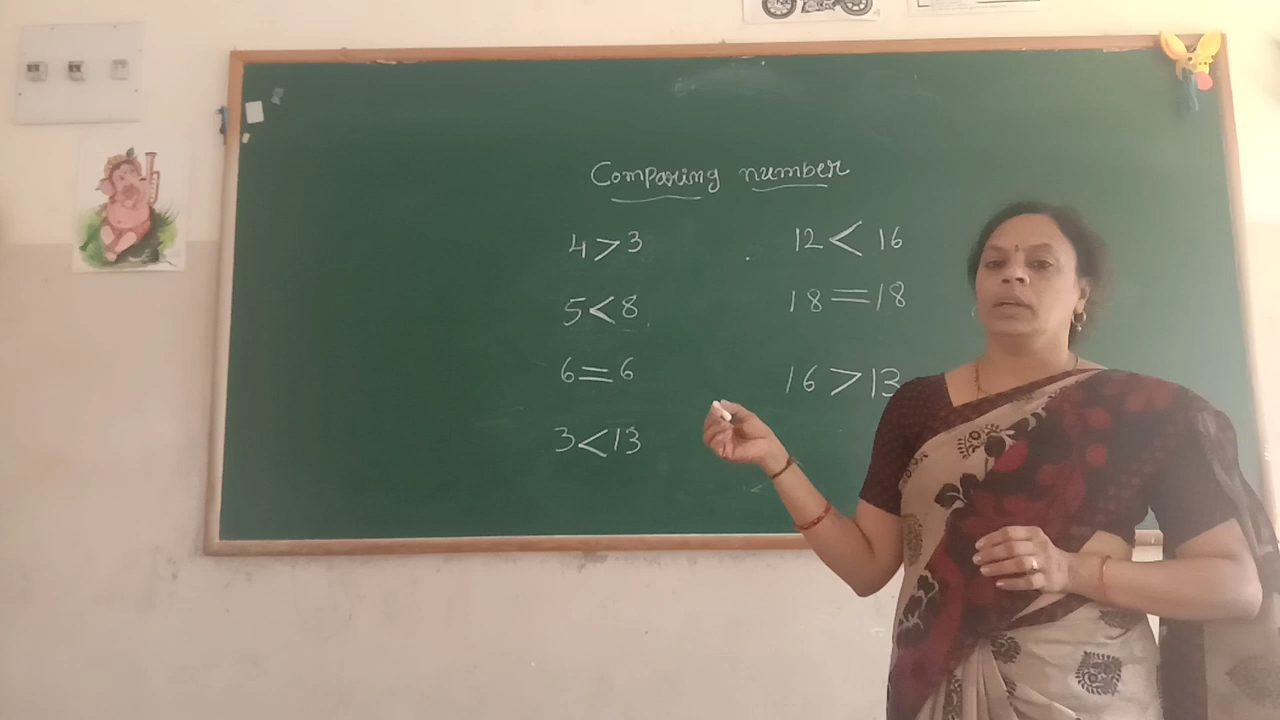 Comparing number
4 > 3
5 < 8
6 = 6
3 < 13
12 < 16
18 = 18
16 > 13